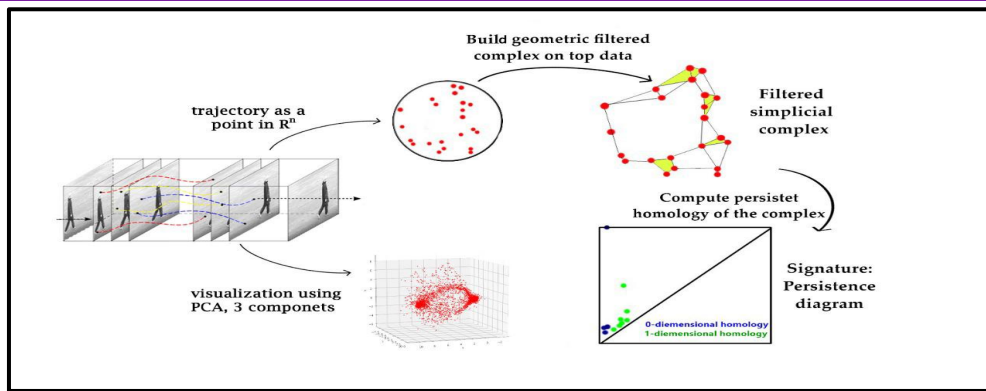 Build geometric filtered
complex on top data
trajectory as a
point in Rⁿ
Filtered
simplicial
complex
Compute persistet
homology of the complex
visualization using
PCA, 3 componets
Signature:
Persistence
diagram
0-diemensional homology
1-diemensional homology